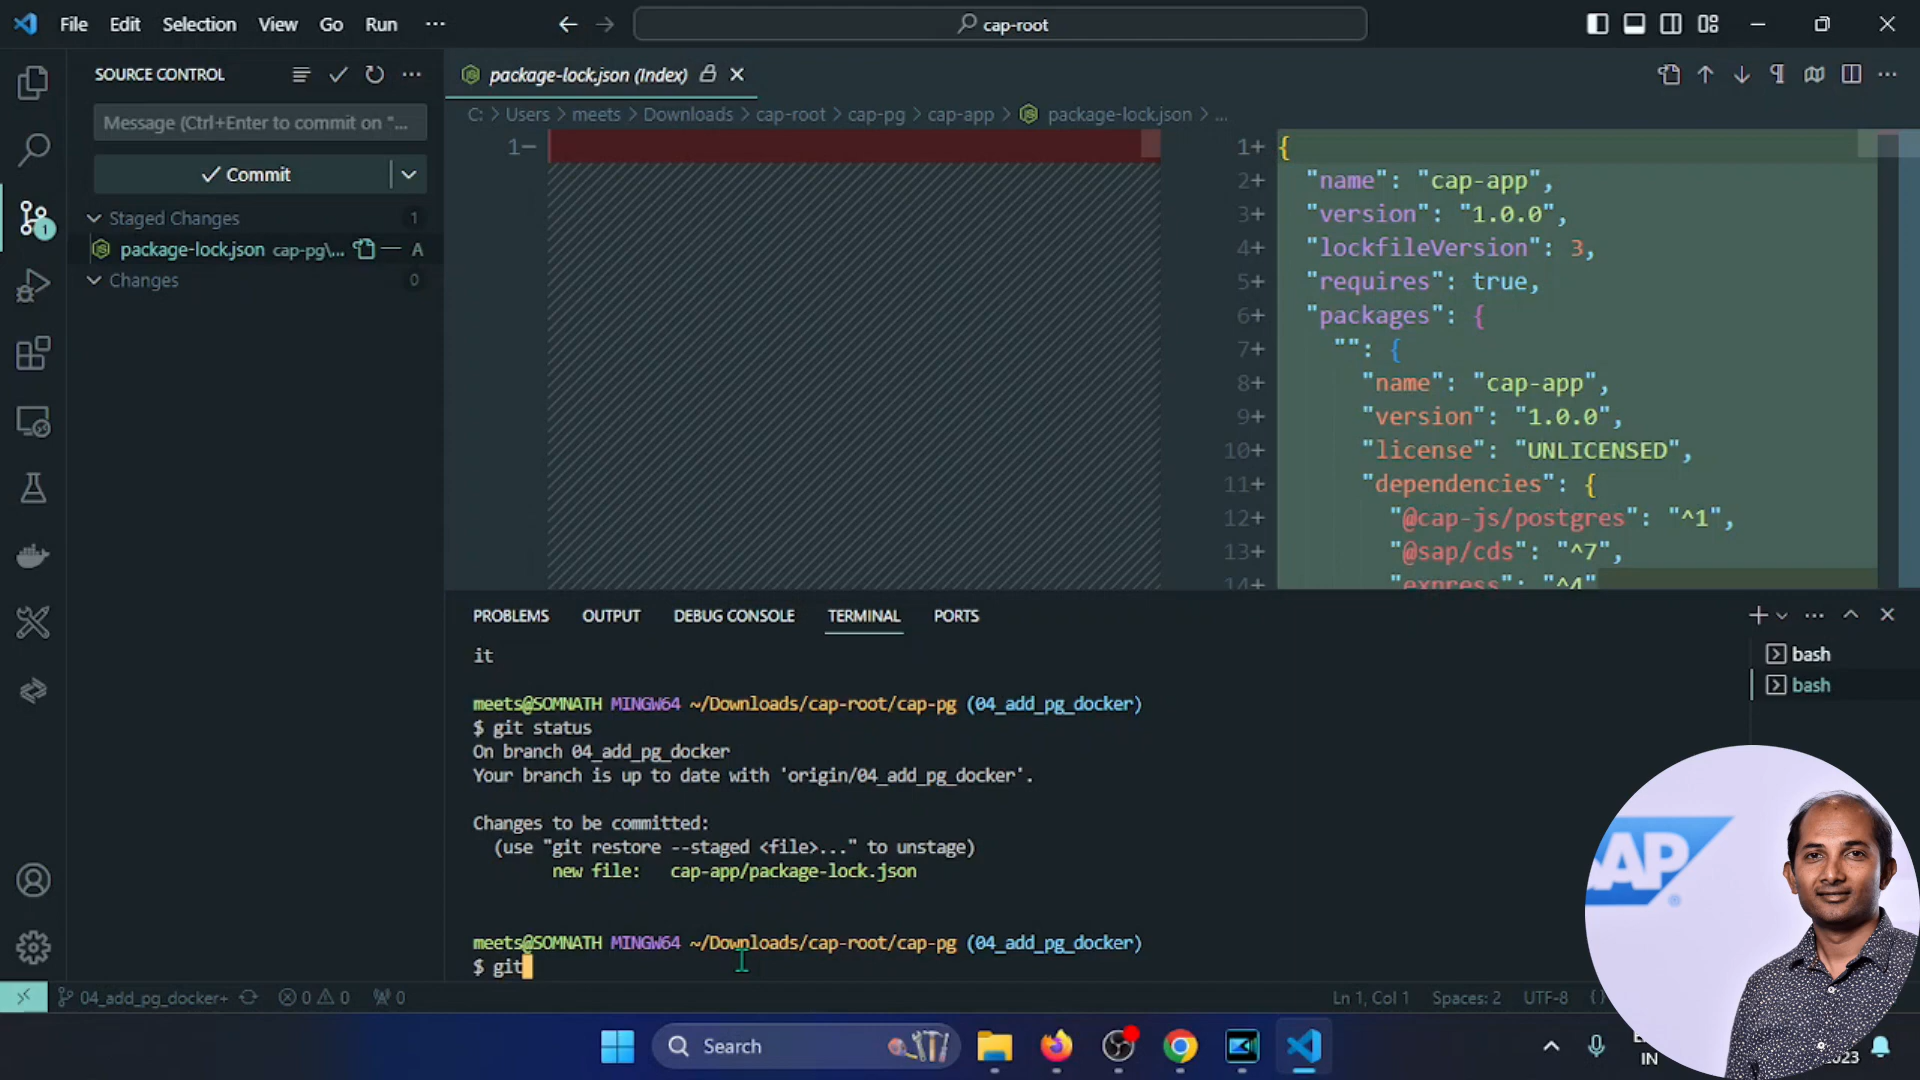 File Edit Selection View Go Run ···
cap-root
SOURCE CONTROL
package-lock.json (Index)
Message (Ctrl+Enter to commit on "...
C: > Users > meets > Downloads > cap-root > cap-pg > cap-app > package-lock.json > ...
Commit
Staged Changes 1
package-lock.json cap-pg\... A
Changes 0
1
1−
1+ {
2+ "name": "cap-app",
3+ "version": "1.0.0",
4+ "lockfileVersion": 3,
5+ "requires": true,
6+ "packages": {
7+ "": {
8+ "name": "cap-app",
9+ "version": "1.0.0",
10+ "license": "UNLICENSED",
11+ "dependencies": {
12+ "@cap-js/postgres": "^1",
13+ "@sap/cds": "^7",
14+ "express": "^4"
PROBLEMS OUTPUT DEBUG CONSOLE TERMINAL PORTS
bash
bash
it
meets@SOMNATH MINGW64 ~/Downloads/cap-root/cap-pg (04_add_pg_docker)
$ git status
On branch 04_add_pg_docker
Your branch is up to date with 'origin/04_add_pg_docker'.
Changes to be committed:
(use "git restore --staged <file>..." to unstage)
new file: cap-app/package-lock.json
meets@SOMNATH MINGW64 ~/Downloads/cap-root/cap-pg (04_add_pg_docker)
$ git
04_add_pg_docker+ 0 0 0
Ln 1, Col 1 Spaces: 2 UTF-8
Search
IN
2023
AP